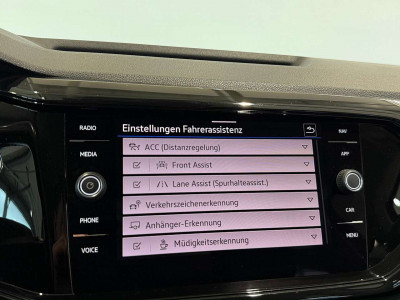 RADIO
MEDIA
PHONE
VOICE
Einstellungen Fahrerassistenz
ACC (Distanzregelung)
Front Assist
Lane Assist (Spurhalteassist.)
Verkehrszeichenerkennung
Anhänger-Erkennung
Müdigkeitserkennung
NAV
APP
CAR
MENU